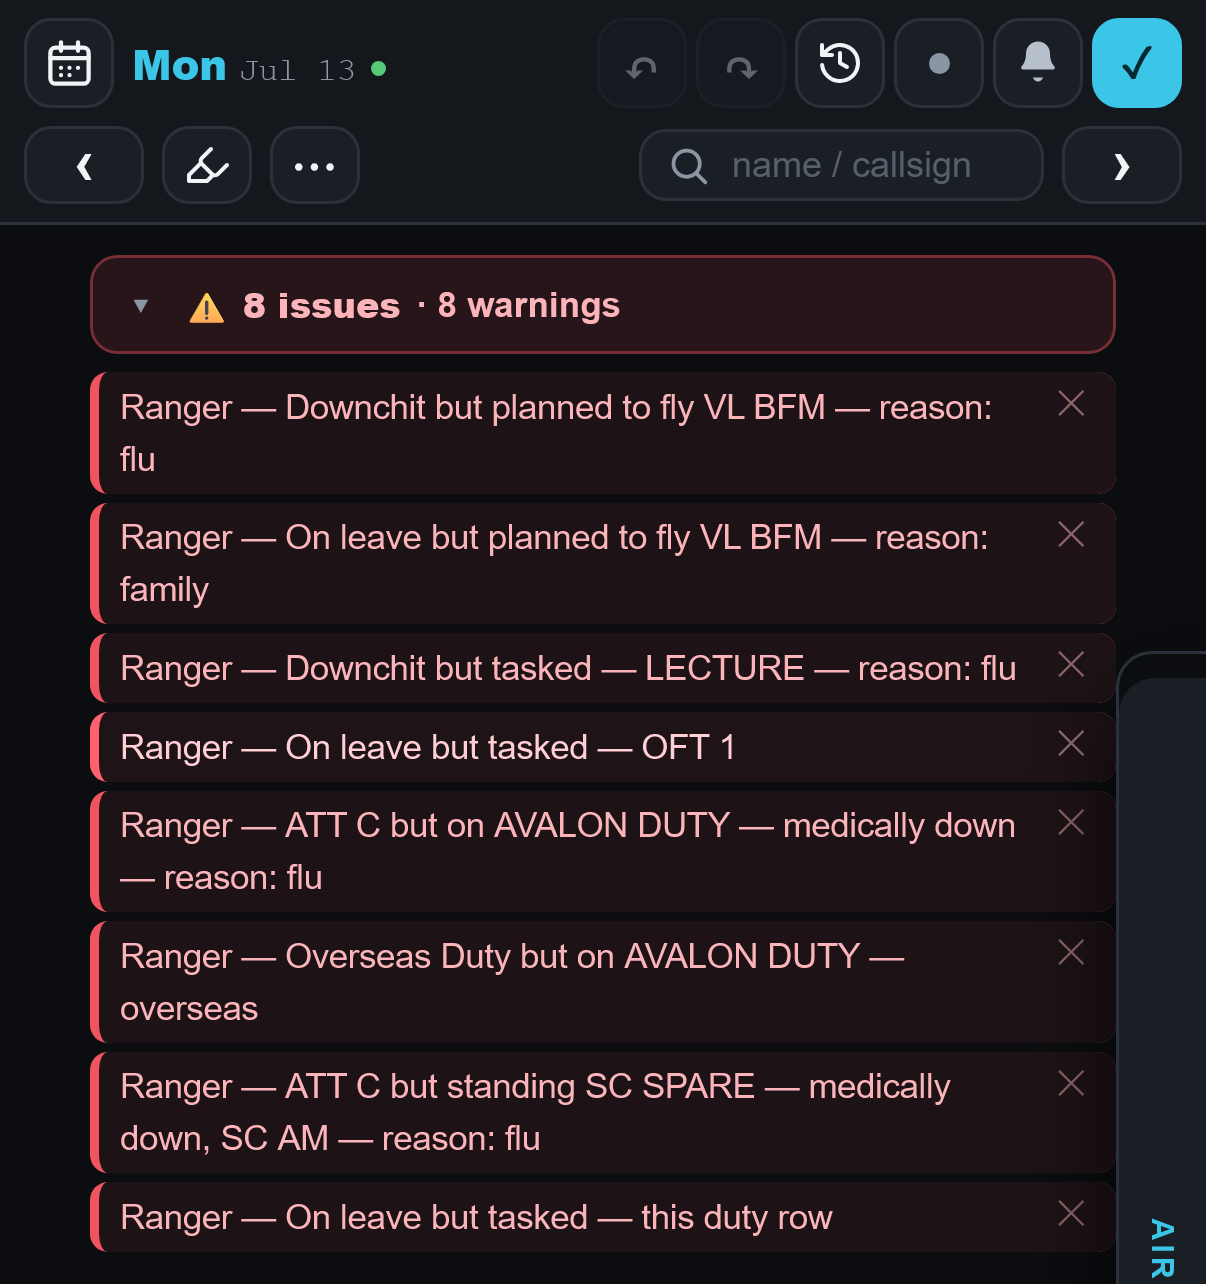 Mon Jul 13
name / callsign
8 issues · 8 warnings
Ranger — Downchit but planned to fly VL BFM — reason:
flu
Ranger — On leave but planned to fly VL BFM — reason:
family
Ranger — Downchit but tasked — LECTURE — reason: flu
Ranger — On leave but tasked — OFT 1
Ranger — ATT C but on AVALON DUTY — medically down
— reason: flu
Ranger — Overseas Duty but on AVALON DUTY —
overseas
Ranger — ATT C but standing SC SPARE — medically
down, SC AM — reason: flu
Ranger — On leave but tasked — this duty row
AIR